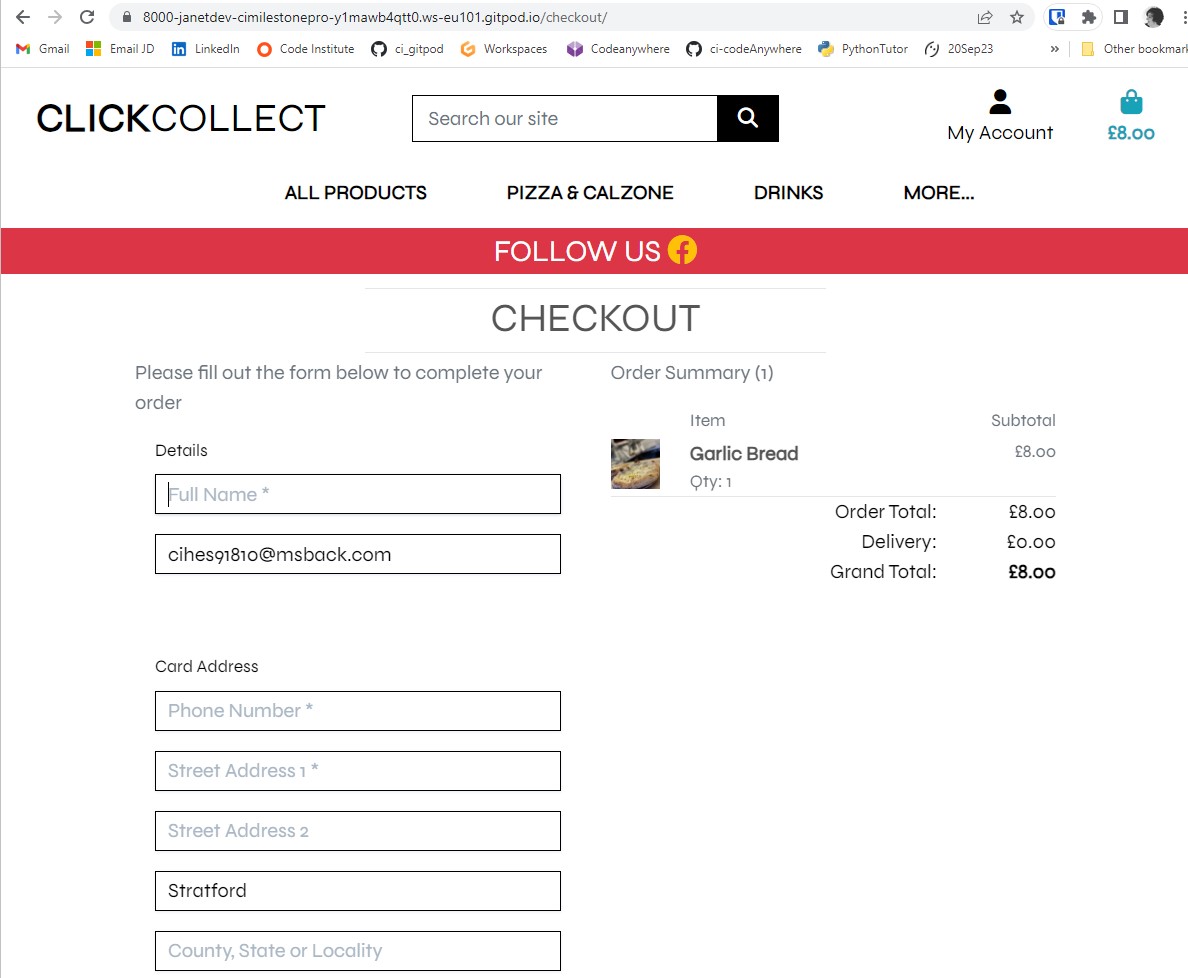 8000-janetdev-cimilestonepro-y1mawb4qtt0.ws-eu101.gitpod.io/checkout/
Gmail Email JD LinkedIn Code Institute ci_gitpod Workspaces Codeanywhere ci-codeAnywhere PythonTutor 20Sep23 » Other bookmark
CLICKCOLLECT
Search our site
My Account
£8.00
ALL PRODUCTS PIZZA & CALZONE DRINKS MORE...
FOLLOW US
CHECKOUT
Please fill out the form below to complete your
order
Details
Full Name *
cihes91810@msback.com
Card Address
Phone Number *
Street Address 1 *
Street Address 2
Stratford
County, State or Locality
Order Summary (1)
Item Subtotal
Garlic Bread £8.00
Qty: 1
Order Total: £8.00
Delivery: £0.00
Grand Total: £8.00